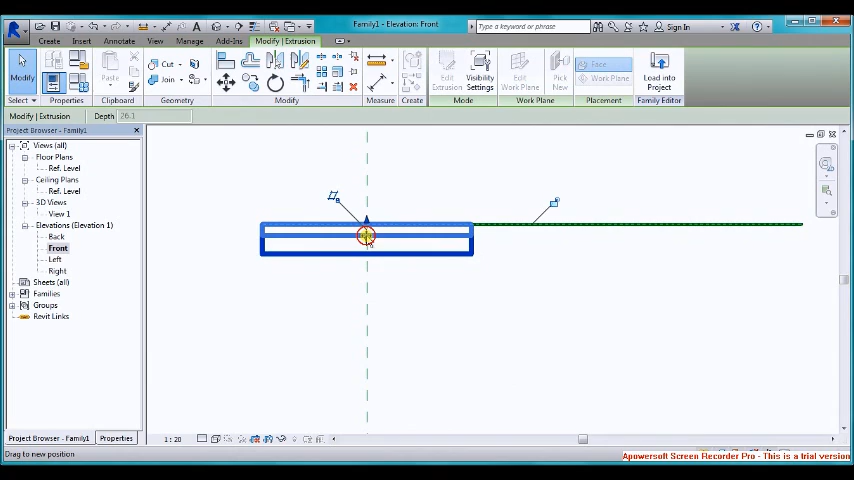 Family1 - Elevation: Front
Type a keyword or phrase
Sign In
Create Insert Annotate View Manage Add-Ins Modify | Extrusion
Modify
Paste
Cut
Join
Edit Extrusion
Visibility Settings
Edit Work Plane
Pick New
Face
Work Plane
Load into Project
Select Properties Clipboard Geometry Modify Measure Create Mode Work Plane Placement Family Editor
Modify | Extrusion Depth 26.1
Project Browser - Family1
Views (all)
Floor Plans
Ref. Level
Ceiling Plans
Ref. Level
3D Views
View 1
Elevations (Elevation 1)
Back
Front
Left
Right
Sheets (all)
Families
Groups
Revit Links
Project Browser - Family1 Properties
1 : 20
Drag to new position
Apowersoft Screen Recorder Pro - This is a trial version